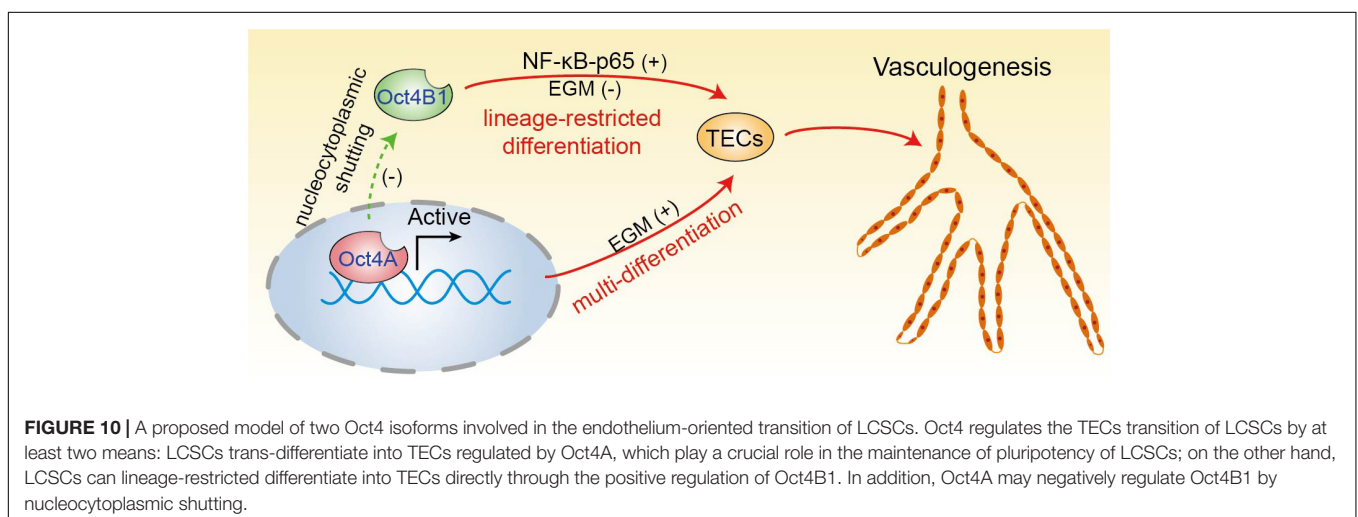 nucleocytoplasmic
shutting
(-)
Oct4B1
NF-κB-p65 (+)
EGM (-)
lineage-restricted
differentiation
TECs
Vasculogenesis
Active
Oct4A
EGM (+)
multi-differentiation
FIGURE 10 | A proposed model of two Oct4 isoforms involved in the endothelium-oriented transition of LCSCs. Oct4 regulates the TECs transition of LCSCs by at
least two means: LCSCs trans-differentiate into TECs regulated by Oct4A, which play a crucial role in the maintenance of pluripotency of LCSCs; on the other hand,
LCSCs can lineage-restricted differentiate into TECs directly through the positive regulation of Oct4B1. In addition, Oct4A may negatively regulate Oct4B1 by
nucleocytoplasmic shutting.